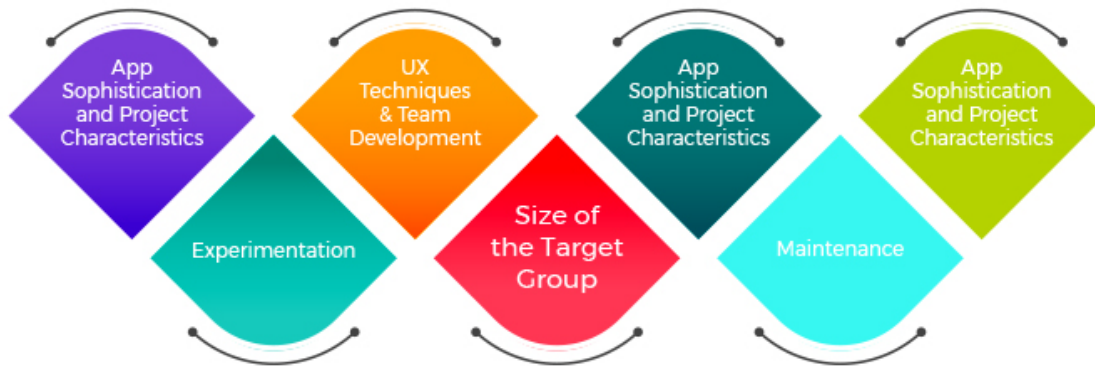 App
Sophistication
and Project
Characteristics
Experimentation
UX
Techniques
& Team
Development
Size of
the Target
Group
App
Sophistication
and Project
Characteristics
Maintenance
App
Sophistication
and Project
Characteristics